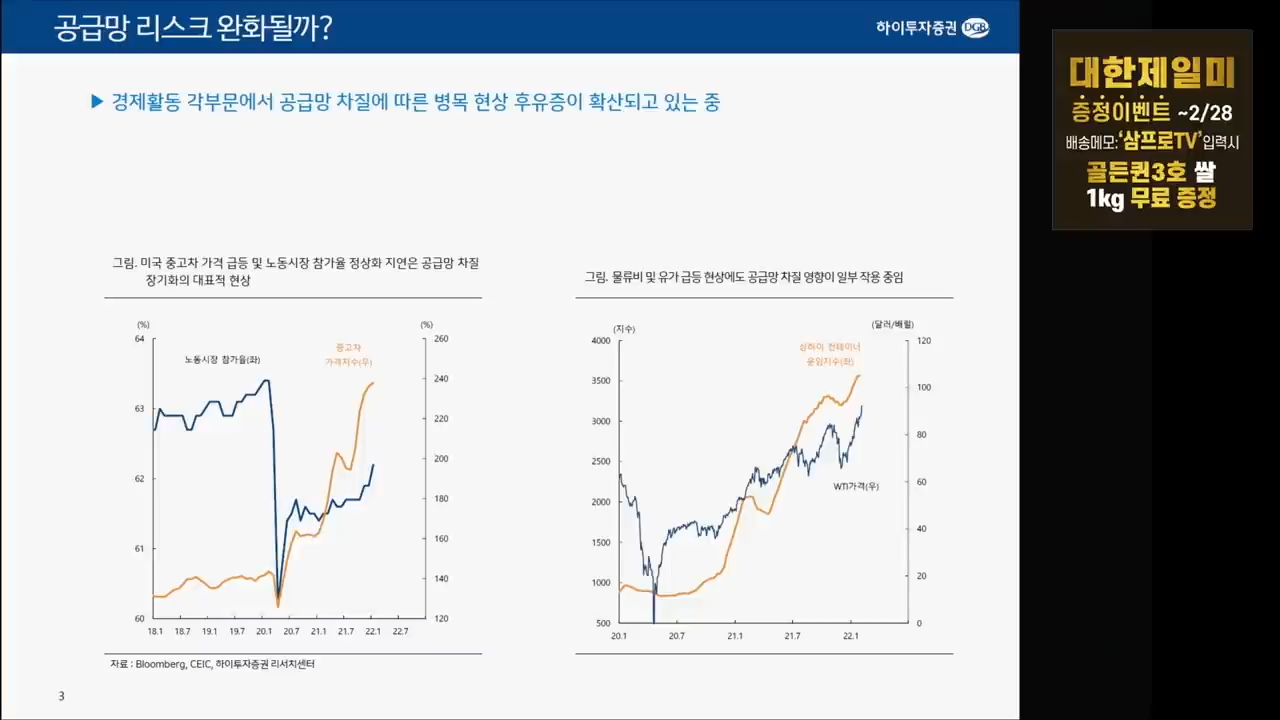 공급망 리스크 완화될까?
하이투자증권 DGB
▶ 경제활동 각부문에서 공급망 차질에 따른 병목 현상 후유증이 확산되고 있는 중
그림. 미국 중고차 가격 급등 및 노동시장 참가율 정상화 지연은 공급망 차질
장기화의 대표적 현상
(%)
(%)
노동시장 참가율(좌)
중고차
가격지수(우)
64
63
62
61
60
260
240
220
200
180
160
140
120
18.1 18.7 19.1 19.7 20.1 20.7 21.1 21.7 22.1 22.7
자료 : Bloomberg, CEIC, 하이투자증권 리서치센터
그림. 물류비 및 유가 급등 현상에도 공급망 차질 영향이 일부 작용 중임
(지수)
(달러/배럴)
상하이 컨테이너
운임지수(좌)
WTI가격(우)
4000
3500
3000
2500
2000
1500
1000
500
120
100
80
60
40
20
0
20.1 20.7 21.1 21.7 22.1
3
대한제일미
증정이벤트 ~2/28
배송메모:'삼프로TV'입력시
골든퀸3호 쌀
1kg 무료 증정